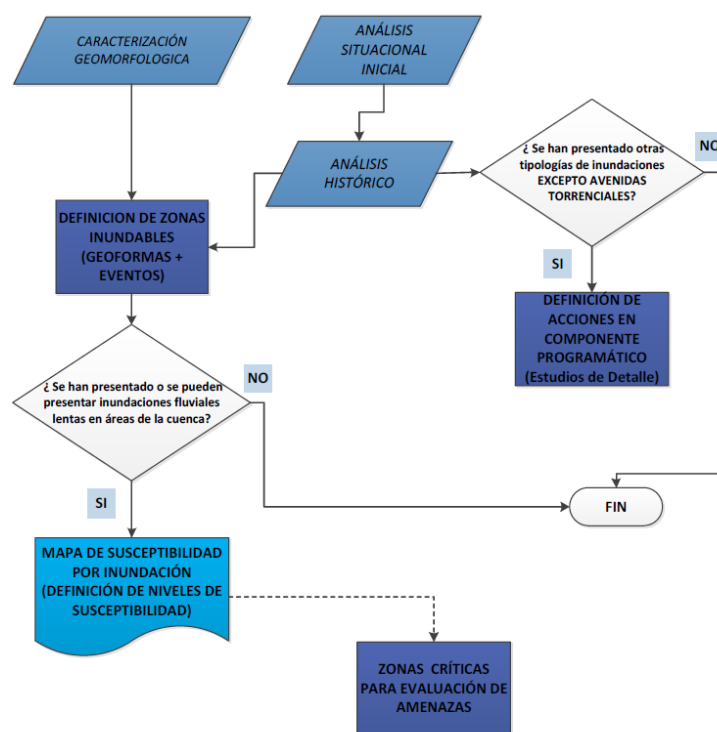 CARACTERIZACIÓN
GEOMORFOLOGICA
ANÁLISIS
SITUACIONAL
INICIAL
ANÁLISIS
HISTÓRICO
¿ Se han presentado otras
tipologías de inundaciones
EXCEPTO AVENIDAS
TORRENCIALES?
NO
DEFINICION DE ZONAS
INUNDABLES
(GEOFORMAS +
EVENTOS)
SI
DEFINICIÓN DE
ACCIONES EN
COMPONENTE
PROGRAMÁTICO
(Estudios de Detalle)
¿ Se han presentado o se pueden
presentar inundaciones fluviales
lentas en áreas de la cuenca?
NO
SI
FIN
MAPA DE SUSCEPTIBILIDAD
POR INUNDACIÓN
(DEFINICIÓN DE NIVELES DE
SUSCEPTIBILIDAD)
ZONAS CRÍTICAS
PARA EVALUACIÓN DE
AMENAZAS